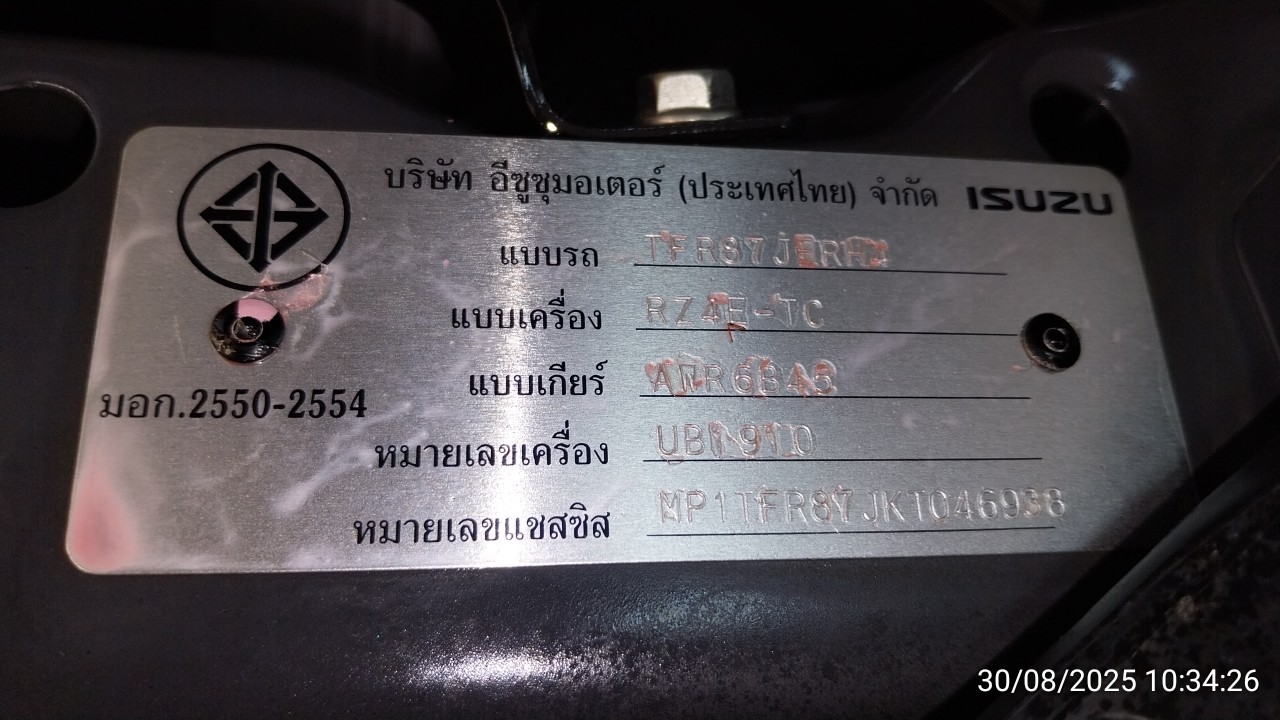 บริษัท อีซูซุมอเตอร์ (ประเทศไทย) จำกัด ISUZU
แบบรถ
แบบเครื่อง RZ4E-TC
แบบเกียร์
มอก.2550-2554
หมายเลขเครื่อง
หมายเลขแชสซิส MP1TFR87JKT046938
30/08/2025 10:34:26